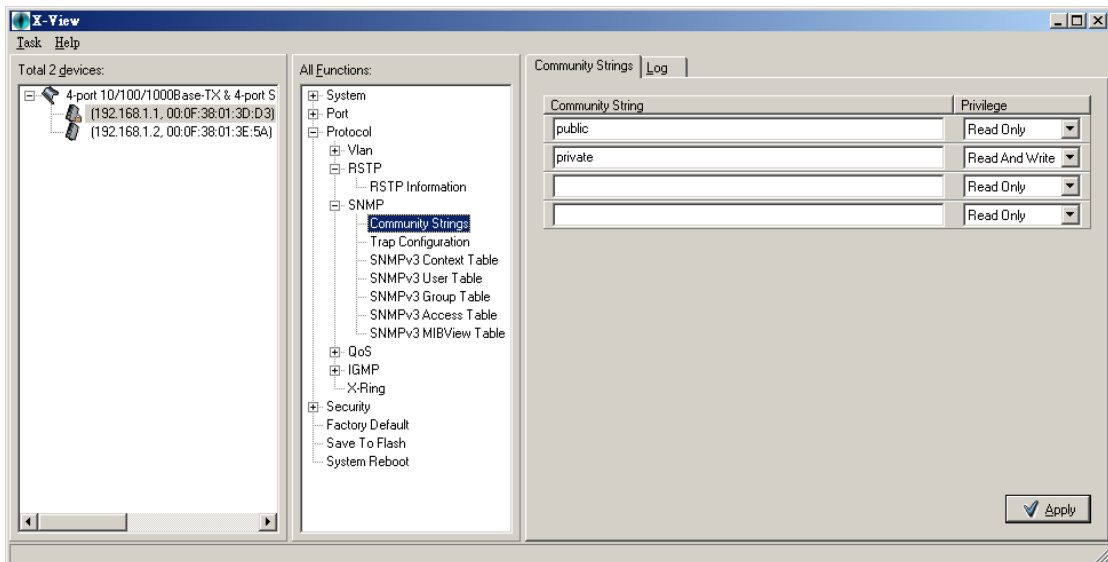 X-View
Task Help
Total 2 devices:
4-port 10/100/1000Base-TX & 4-port S
(192.168.1.1, 00:0F:38:01:3D:D3)
(192.168.1.2, 00:0F:38:01:3E:5A)
All Functions:
System
Port
Protocol
Vlan
RSTP
RSTP Information
SNMP
Community Strings
Trap Configuration
SNMPv3 Context Table
SNMPv3 User Table
SNMPv3 Group Table
SNMPv3 Access Table
SNMPv3 MIBView Table
QoS
IGMP
X-Ring
Security
Factory Default
Save To Flash
System Reboot
Community Strings Log
Community String Privilege
public Read Only
private Read And Write
Read Only
Read Only
Apply